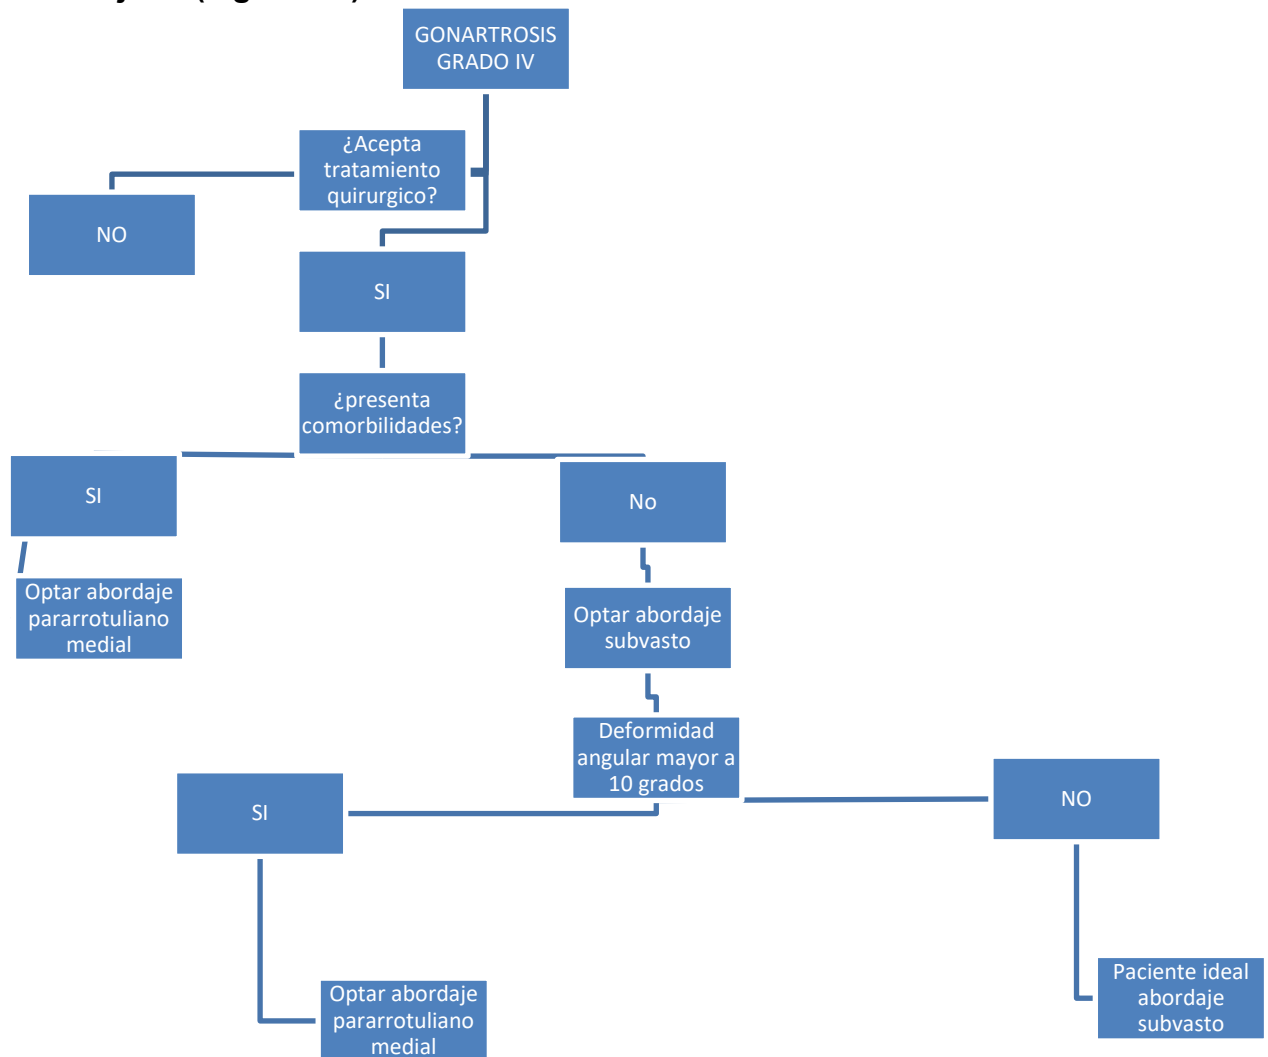 GONARTROSIS
GRADO IV
¿Acepta
tratamiento
quirurgico?
NO
SI
¿presenta
comorbilidades?
SI
No
Optar abordaje
pararrotuliano
medial
Optar abordaje
subvasto
Deformidad
angular mayor a
10 grados
SI
NO
Optar abordaje
pararrotuliano
medial
Paciente ideal
abordaje
subvasto